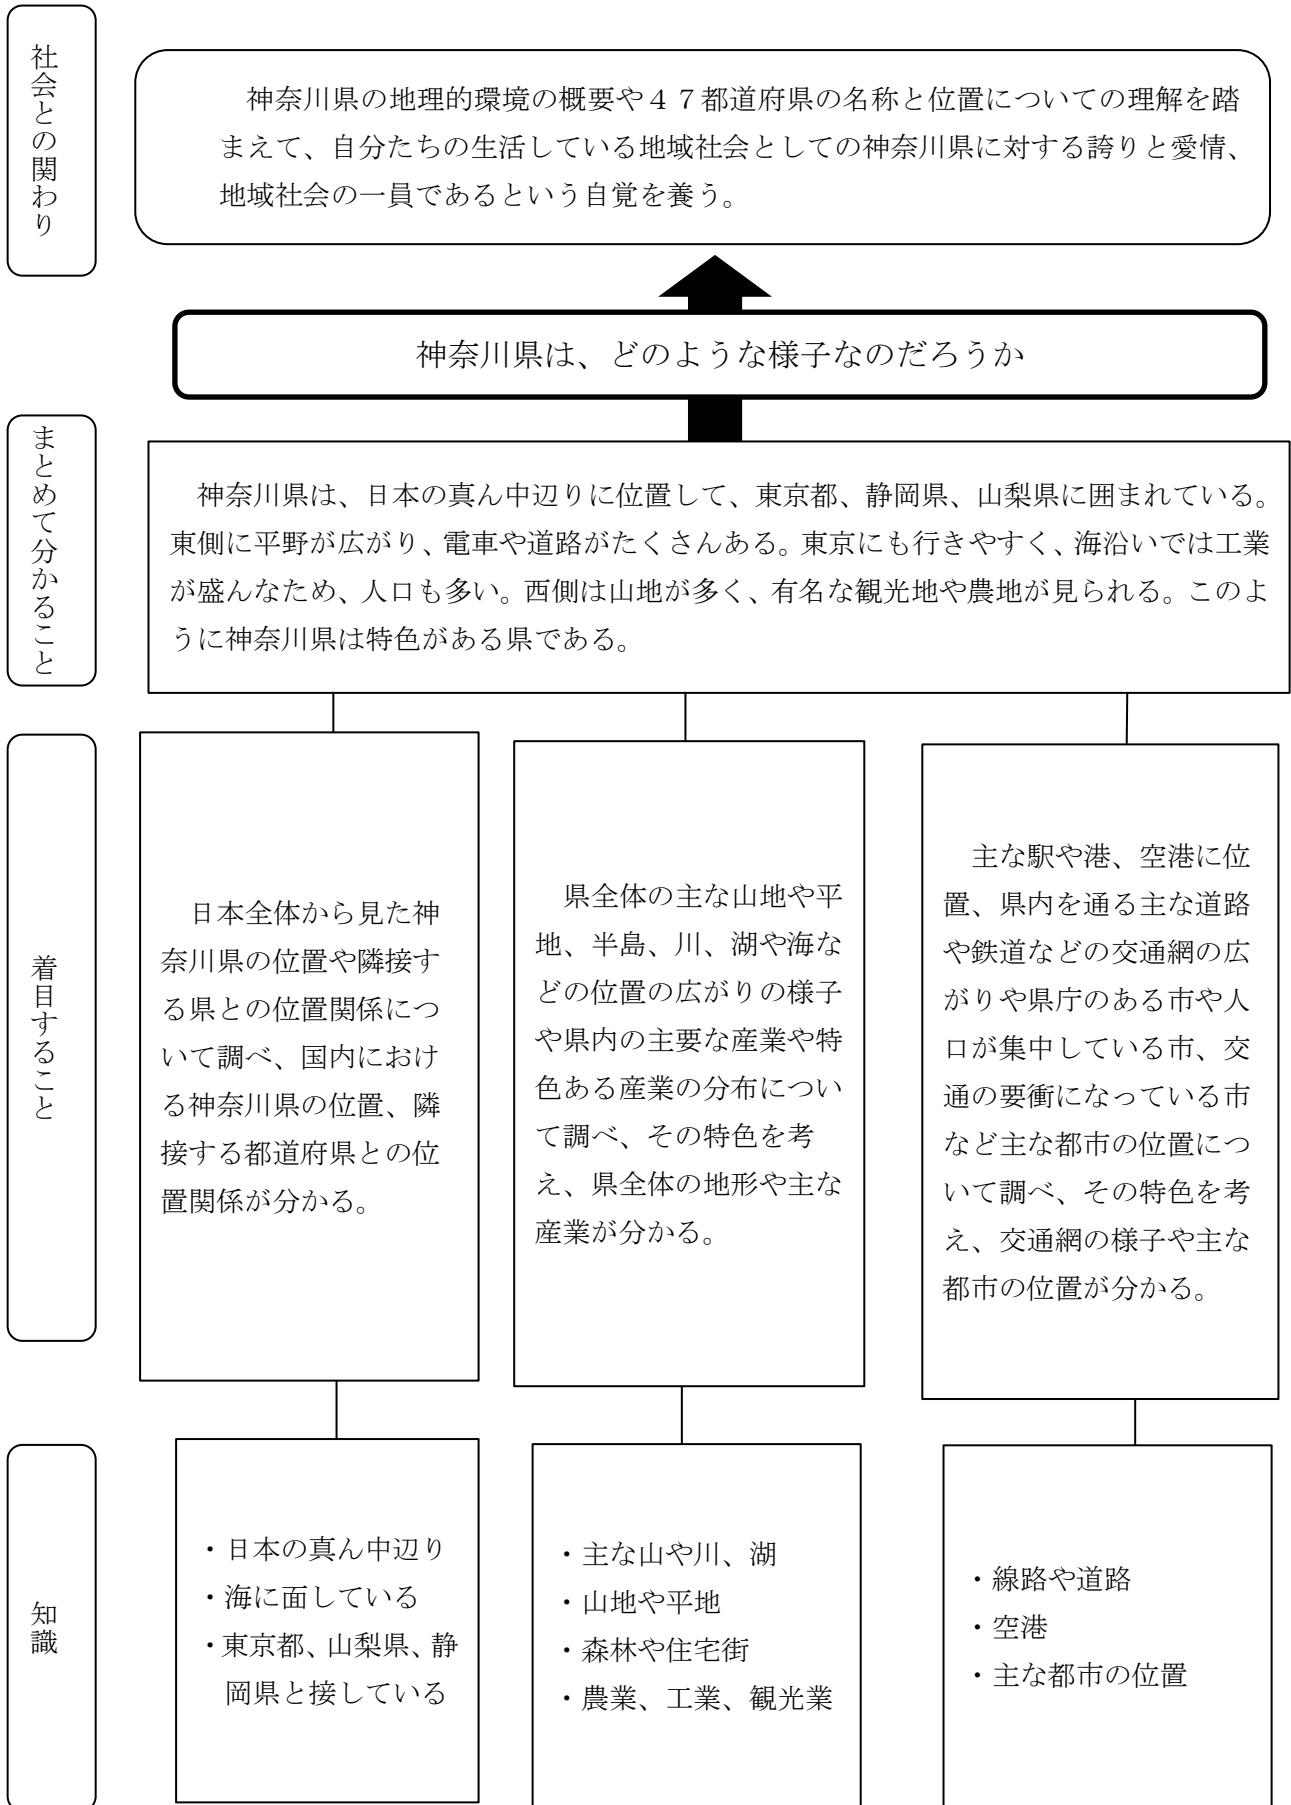 社会との関わり
　神奈川県の地理的環境の概要や４７都道府県の名称と位置についての理解を踏
まえて、自分たちの生活している地域社会としての神奈川県に対する誇りと愛情、
地域社会の一員であるという自覚を養う。
神奈川県は、どのような様子なのだろうか
まとめて分かること
　神奈川県は、日本の真ん中辺りに位置して、東京都、静岡県、山梨県に囲まれている。
東側に平野が広がり、電車や道路がたくさんある。東京にも行きやすく、海沿いでは工業
が盛んなため、人口も多い。西側は山地が多く、有名な観光地や農地が見られる。このよ
うに神奈川県は特色がある県である。
着目すること
　日本全体から見た神
奈川県の位置や隣接す
る県との位置関係につ
いて調べ、国内におけ
る神奈川県の位置、隣
接する都道府県との位
置関係が分かる。
　県全体の主な山地や平
地、半島、川、湖や海な
どの位置の広がりの様子
や県内の主要な産業や特
色ある産業の分布につい
て調べ、その特色を考
え、県全体の地形や主な
産業が分かる。
　主な駅や港、空港に位
置、県内を通る主な道路
や鉄道などの交通網の広
がりや県庁のある市や人
口が集中している市、交
通の要衝になっている市
など主な都市の位置につ
いて調べ、その特色を考
え、交通網の様子や主な
都市の位置が分かる。
知識
・日本の真ん中辺り
・海に面している
・東京都、山梨県、静
岡県と接している
・主な山や川、湖
・山地や平地
・森林や住宅街
・農業、工業、観光業
・線路や道路
・空港
・主な都市の位置